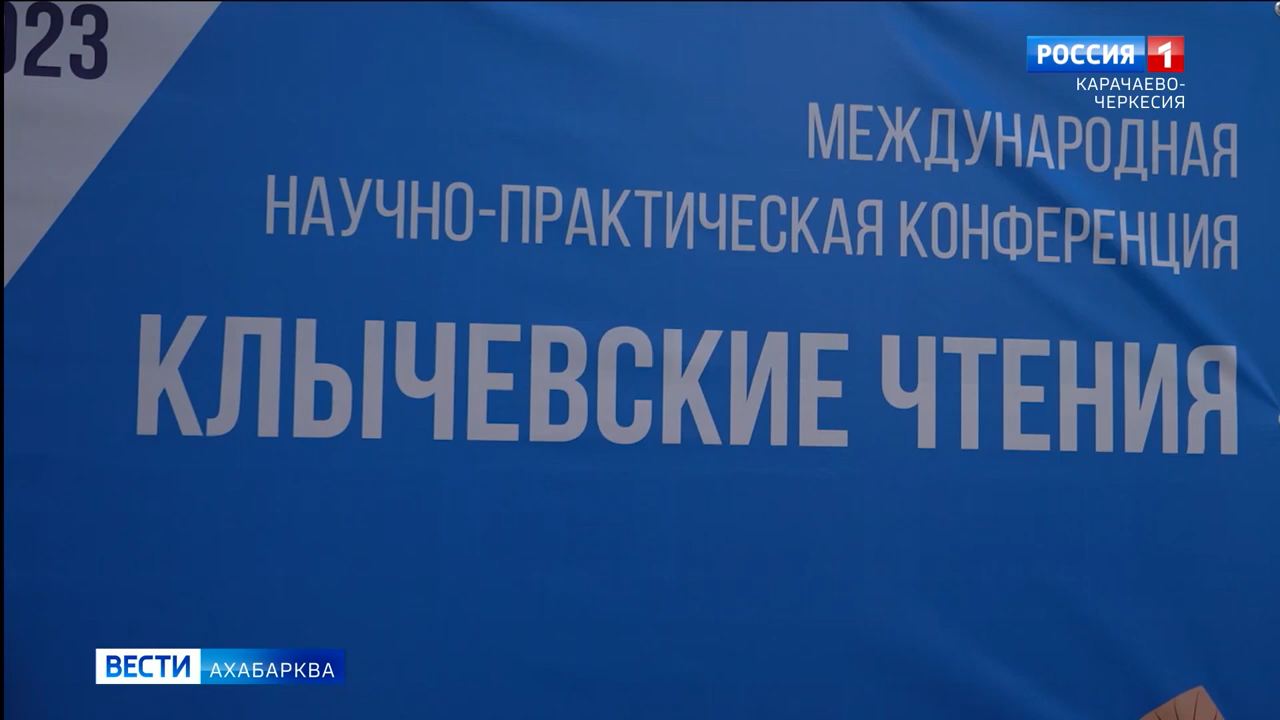 023
РОССИЯ 1
КАРАЧАЕВО-
ЧЕРКЕСИЯ
МЕЖДУНАРОДНАЯ
НАУЧНО-ПРАКТИЧЕСКАЯ КОНФЕРЕНЦИЯ
КЛЫЧЕВСКИЕ ЧТЕНИЯ
ВЕСТИ АХАБАРКВА